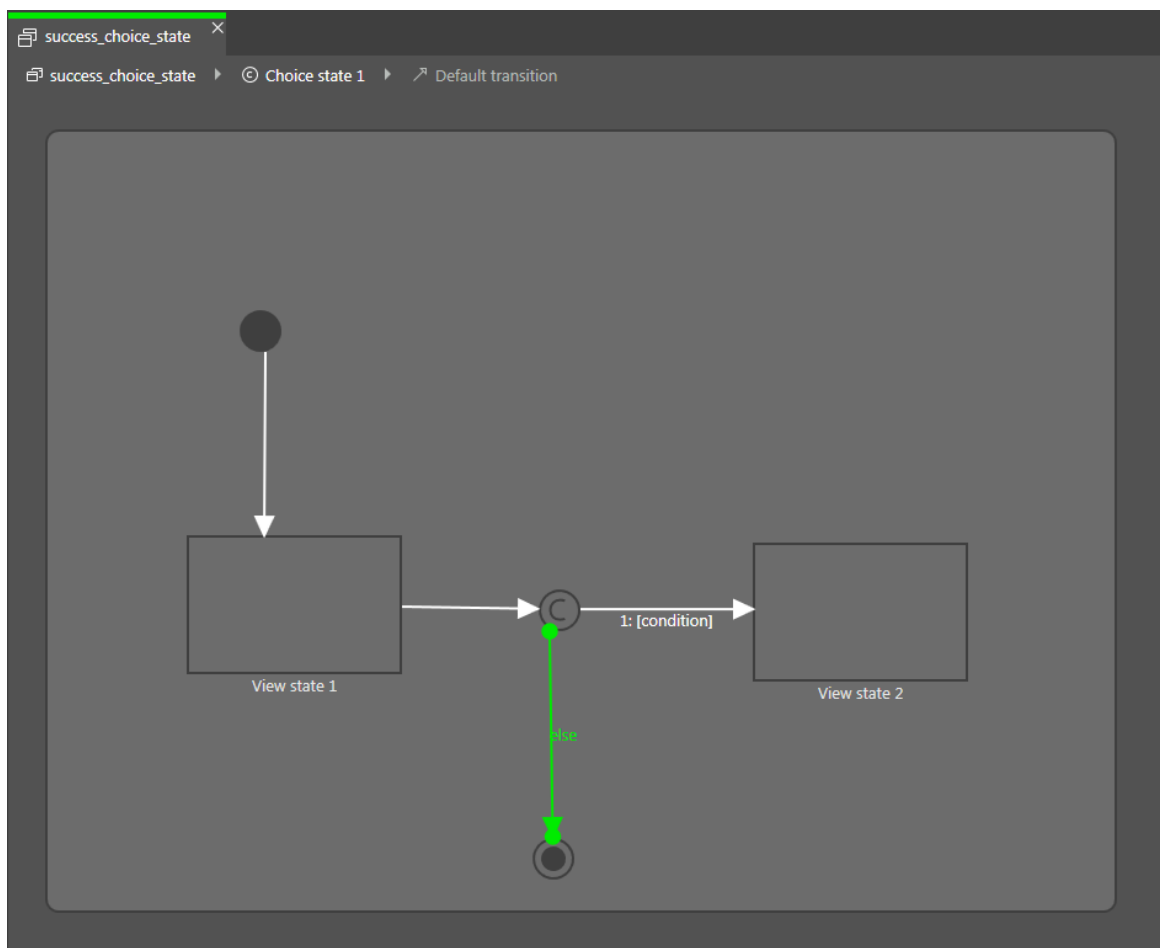 success_choice_state
success_choice_state Choice state 1 Default transition
1: [condition]
View state 1
View state 2
else